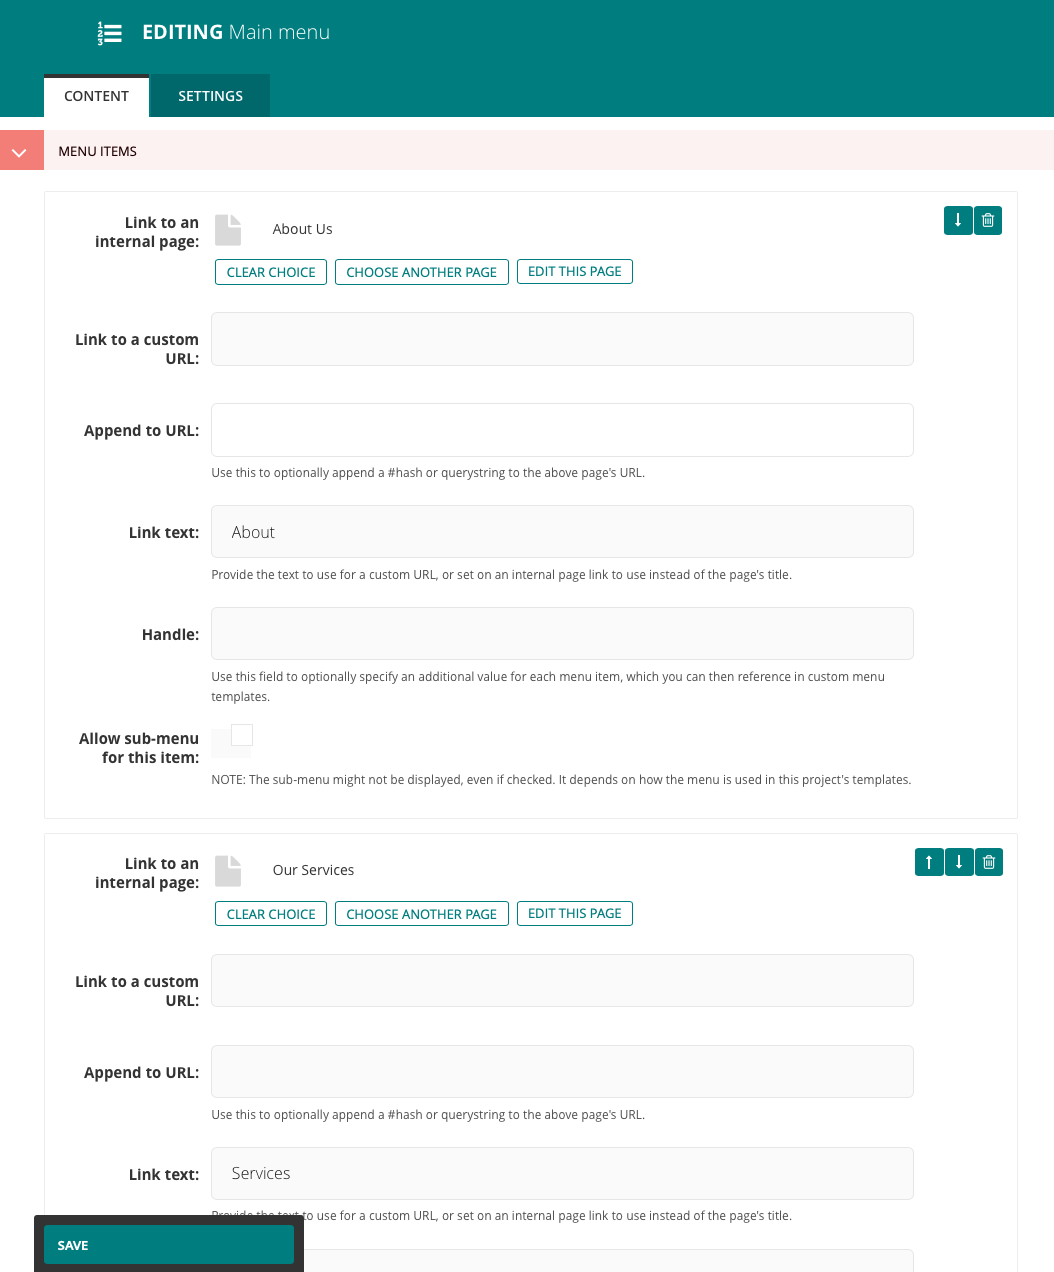 EDITING Main menu
CONTENT
SETTINGS
MENU ITEMS
Link to an
internal page:
About Us
CLEAR CHOICE
CHOOSE ANOTHER PAGE
EDIT THIS PAGE
Link to a custom
URL:
Append to URL:
Use this to optionally append a #hash or querystring to the above page's URL.
Link text:
About
Provide the text to use for a custom URL, or set on an internal page link to use instead of the page's title.
Handle:
Use this field to optionally specify an additional value for each menu item, which you can then reference in custom menu
templates.
Allow sub-menu
for this item:
NOTE: The sub-menu might not be displayed, even if checked. It depends on how the menu is used in this project's templates.
Link to an
internal page:
Our Services
CLEAR CHOICE
CHOOSE ANOTHER PAGE
EDIT THIS PAGE
Link to a custom
URL:
Append to URL:
Use this to optionally append a #hash or querystring to the above page's URL.
Link text:
Services
Provide the text to use for a custom URL, or set on an internal page link to use instead of the page's title.
SAVE